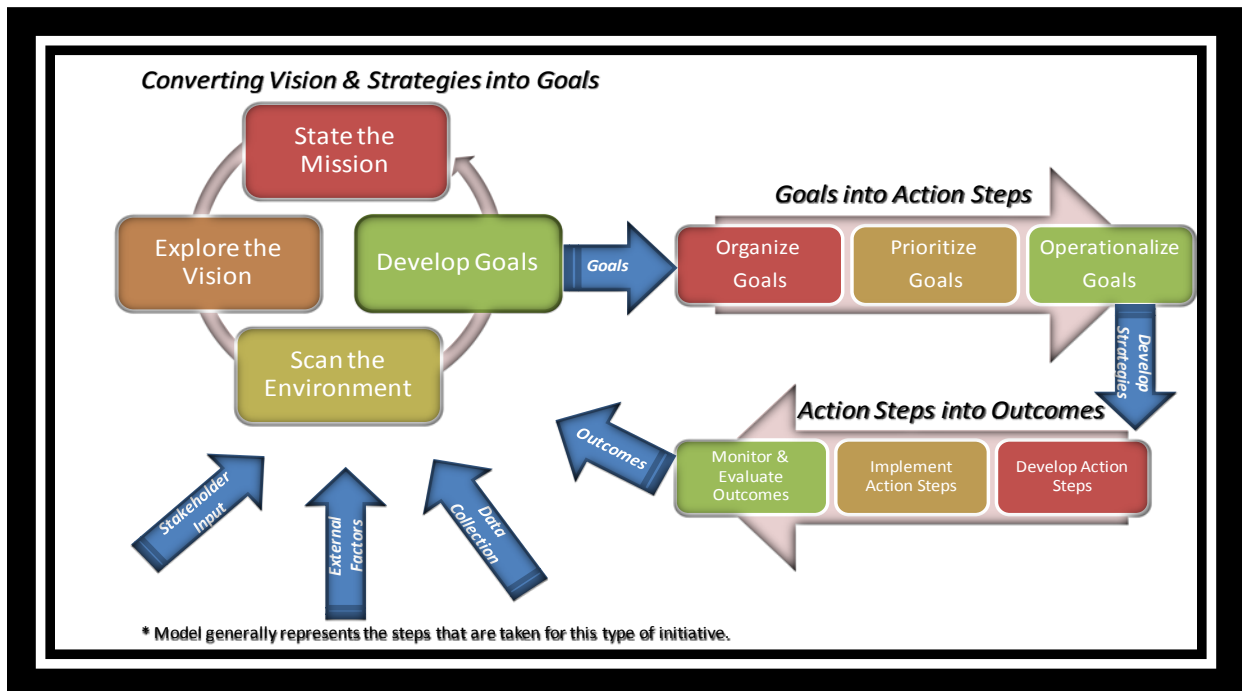 Converting Vision & Strategies into Goals
State the
Mission
Explore the
Vision
Develop Goals
Scan the
Environment
Goals
Goals into Action Steps
Organize
Goals
Prioritize
Goals
Operationalize
Goals
Develop
Strategies
Action Steps into Outcomes
Develop Action
Steps
Implement
Action Steps
Monitor &
Evaluate
Outcomes
Outcomes
Stakeholder
Input
External
Factors
Data
Collection
* Model generally represents the steps that are taken for this type of initiative.